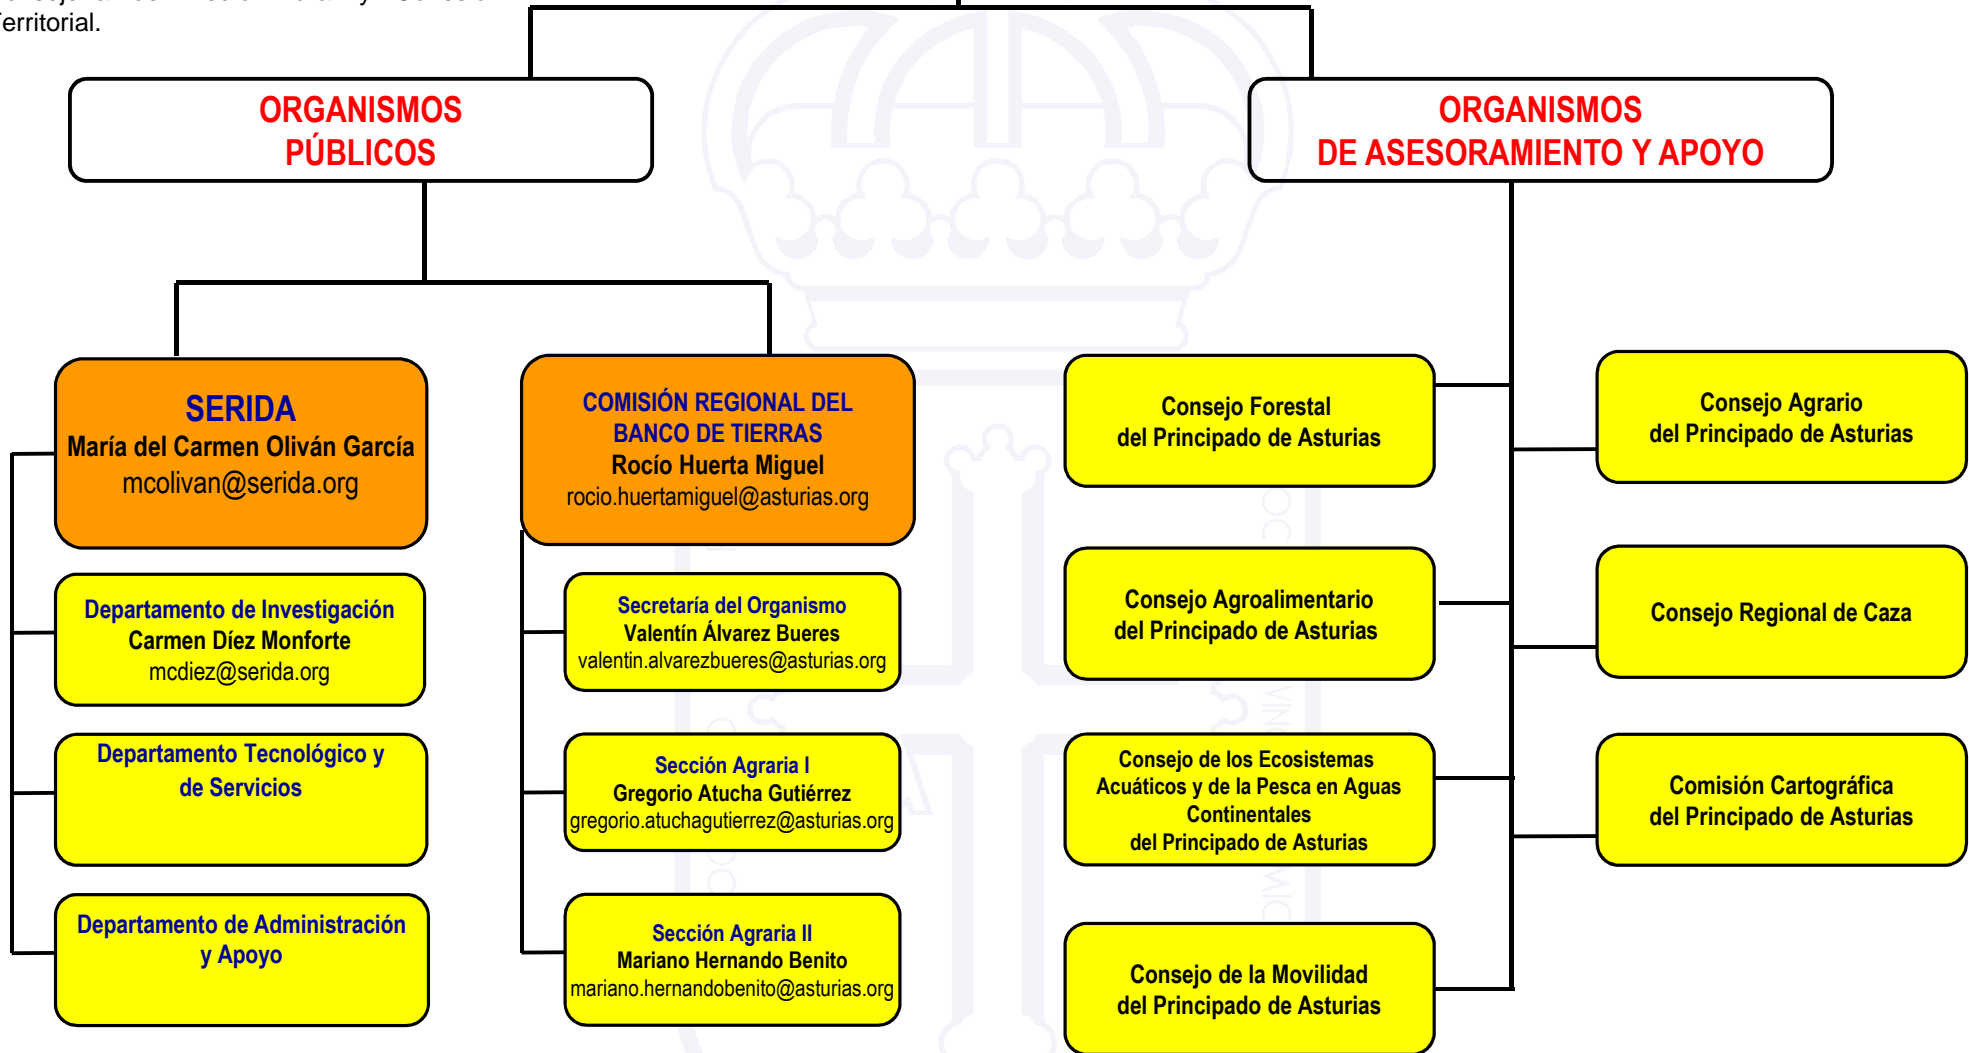 Territorial.
ORGANISMOS
PÚBLICOS
ORGANISMOS
DE ASESORAMIENTO Y APOYO
SERIDA
María del Carmen Oliván García
mcolivan@serida.org
COMISIÓN REGIONAL DEL
BANCO DE TIERRAS
Rocío Huerta Miguel
rocio.huertamiguel@asturias.org
Consejo Forestal
del Principado de Asturias
Consejo Agrario
del Principado de Asturias
Departamento de Investigación
Carmen Díez Monforte
mcdiez@serida.org
Secretaría del Organismo
Valentín Álvarez Bueres
valentin.alvarezbueres@asturias.org
Consejo Agroalimentario
del Principado de Asturias
Consejo Regional de Caza
Departamento Tecnológico y
de Servicios
Sección Agraria I
Gregorio Atucha Gutiérrez
gregorio.atuchagutierrez@asturias.org
Consejo de los Ecosistemas
Acuáticos y de la Pesca en Aguas
Continentales
del Principado de Asturias
Comisión Cartográfica
del Principado de Asturias
Departamento de Administración
y Apoyo
Sección Agraria II
Mariano Hernando Benito
mariano.hernandobenito@asturias.org
Consejo de la Movilidad
del Principado de Asturias